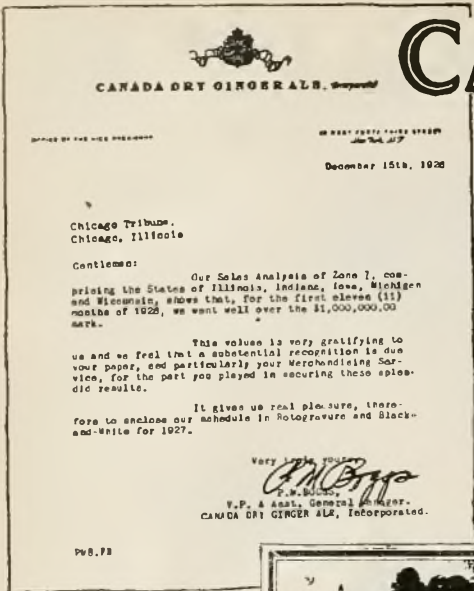 CA
CANADA DRY GINGER ALE, Incorporated
OFFICE OF THE VICE PRESIDENT
WEST FORTY THIRD STREET
New York, N.Y.
December 15th, 1926
Chicago Tribune.
Chicago, Illinois
Gentlemen:
Our Sales Analysis of Zone 7, com-
prising the States of Illinois, Indiana, Iowa, Michigan
and Wisconsin, shows that, for the first eleven (11)
months of 1926, we went well over the $1,000,000.00
mark.
This volume is very gratifying to
us and we feel that a substantial recognition is due
your paper, and particularly your Merchandising Ser-
vice, for the part you played in securing these splen-
did results.
It gives us real pleasure, there-
fore to enclose our schedule in Rotogravure and Black-
and-White for 1927.
Very truly yours,
V.P. & Asst. General Manager.
CANADA DRY GINGER ALE, Incorporated.